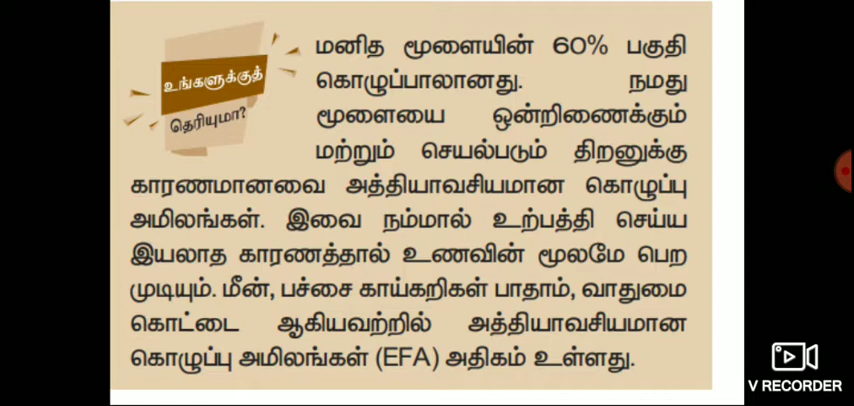 உங்களுக்குத்
தெரியுமா?
மனித மூளையின் 60% பகுதி
கொழுப்பாலானது. நமது
மூளையை ஒன்றிணைக்கும்
மற்றும் செயல்படும் திறனுக்கு
காரணமானவை அத்தியாவசியமான கொழுப்பு
அமிலங்கள். இவை நம்மால் உற்பத்தி செய்ய
இயலாத காரணத்தால் உணவின் மூலமே பெற
முடியும். மீன், பச்சை காய்கறிகள் பாதாம், வாதுமை
கொட்டை ஆகியவற்றில் அத்தியாவசியமான
கொழுப்பு அமிலங்கள் (EFA) அதிகம் உள்ளது.
V RECORDER